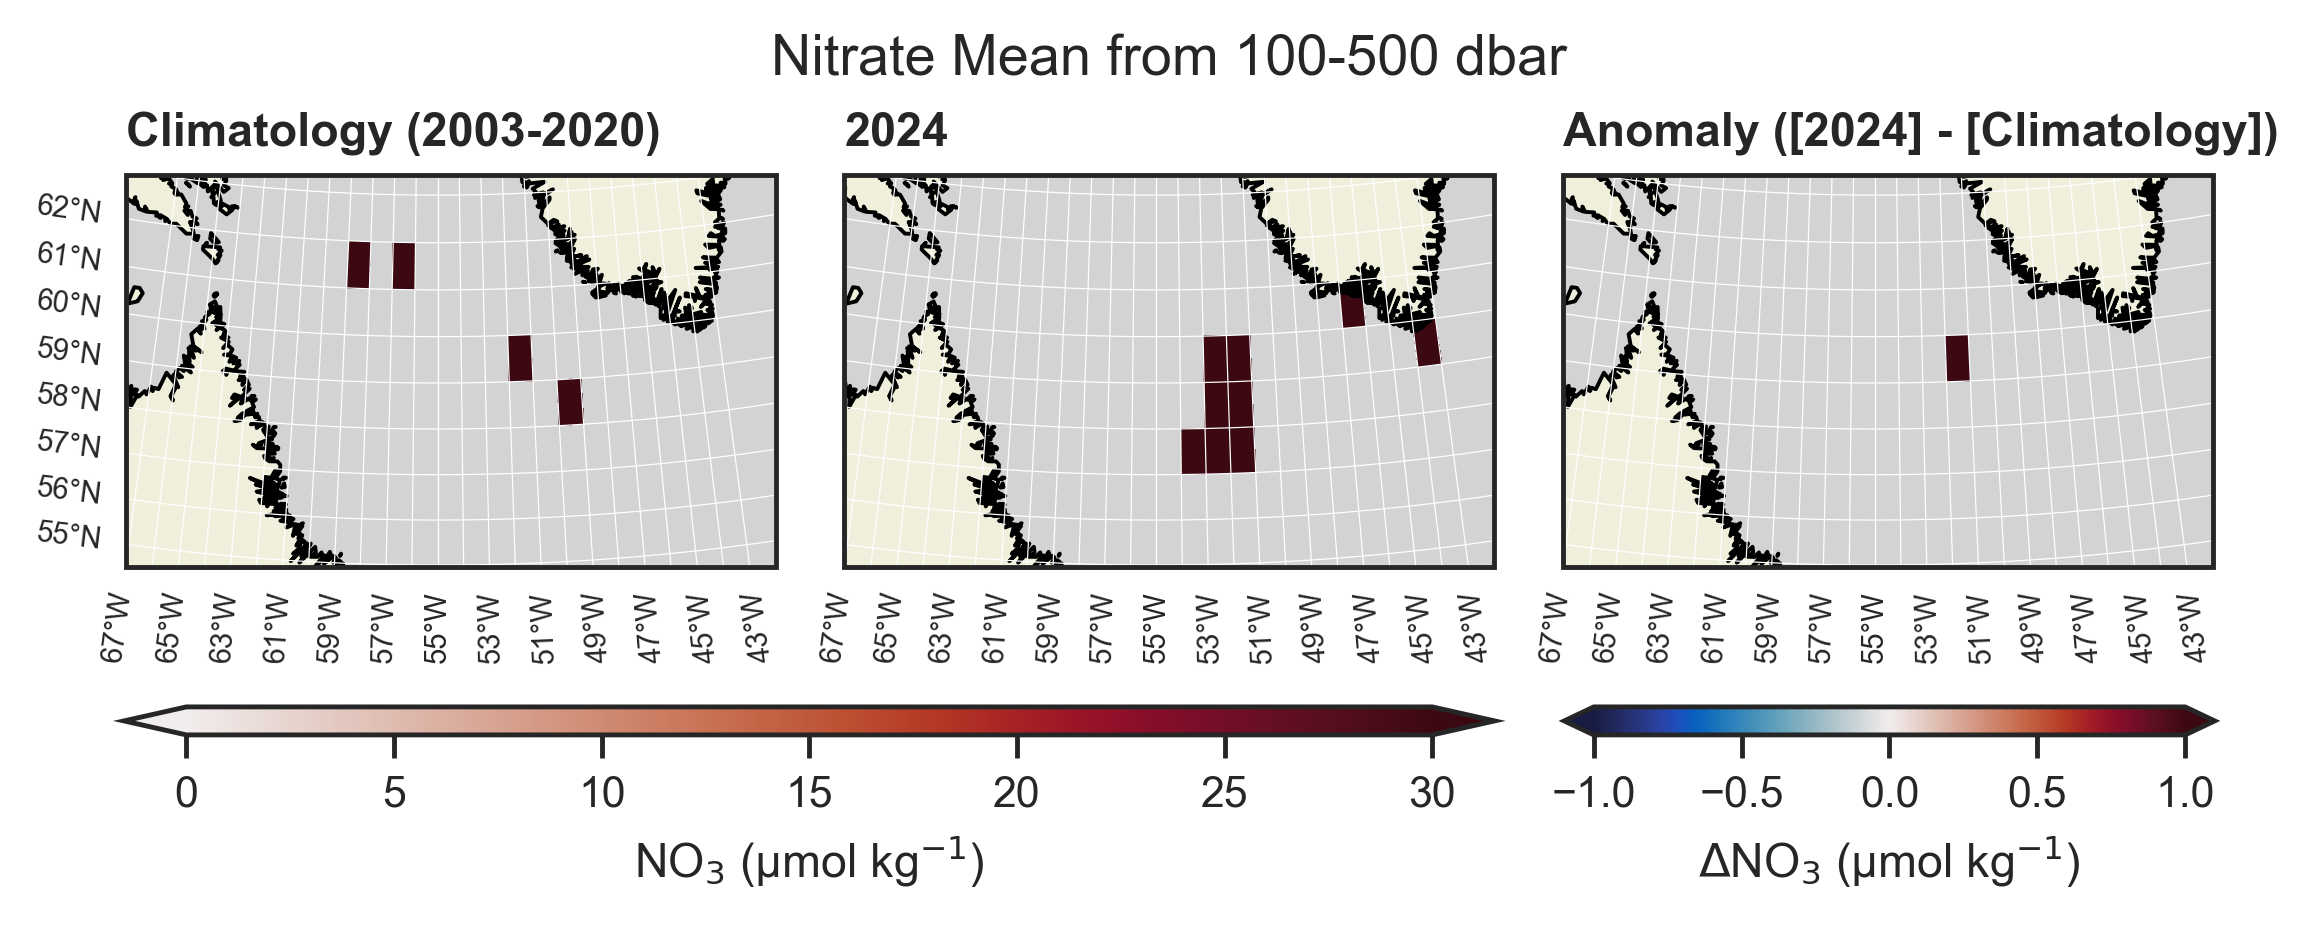 Nitrate Mean from 100-500 dbar
Climatology (2003-2020)
2024
Anomaly ([2024] - [Climatology])
62°N
61°N
60°N
59°N
58°N
57°N
56°N
55°N
67°W 65°W 63°W 61°W 59°W 57°W 55°W 53°W 51°W 49°W 47°W 45°W 43°W
67°W 65°W 63°W 61°W 59°W 57°W 55°W 53°W 51°W 49°W 47°W 45°W 43°W
67°W 65°W 63°W 61°W 59°W 57°W 55°W 53°W 51°W 49°W 47°W 45°W 43°W
0 5 10 15 20 25 30
NO₃ (µmol kg⁻¹)
−1.0 −0.5 0.0 0.5 1.0
ΔNO₃ (µmol kg⁻¹)